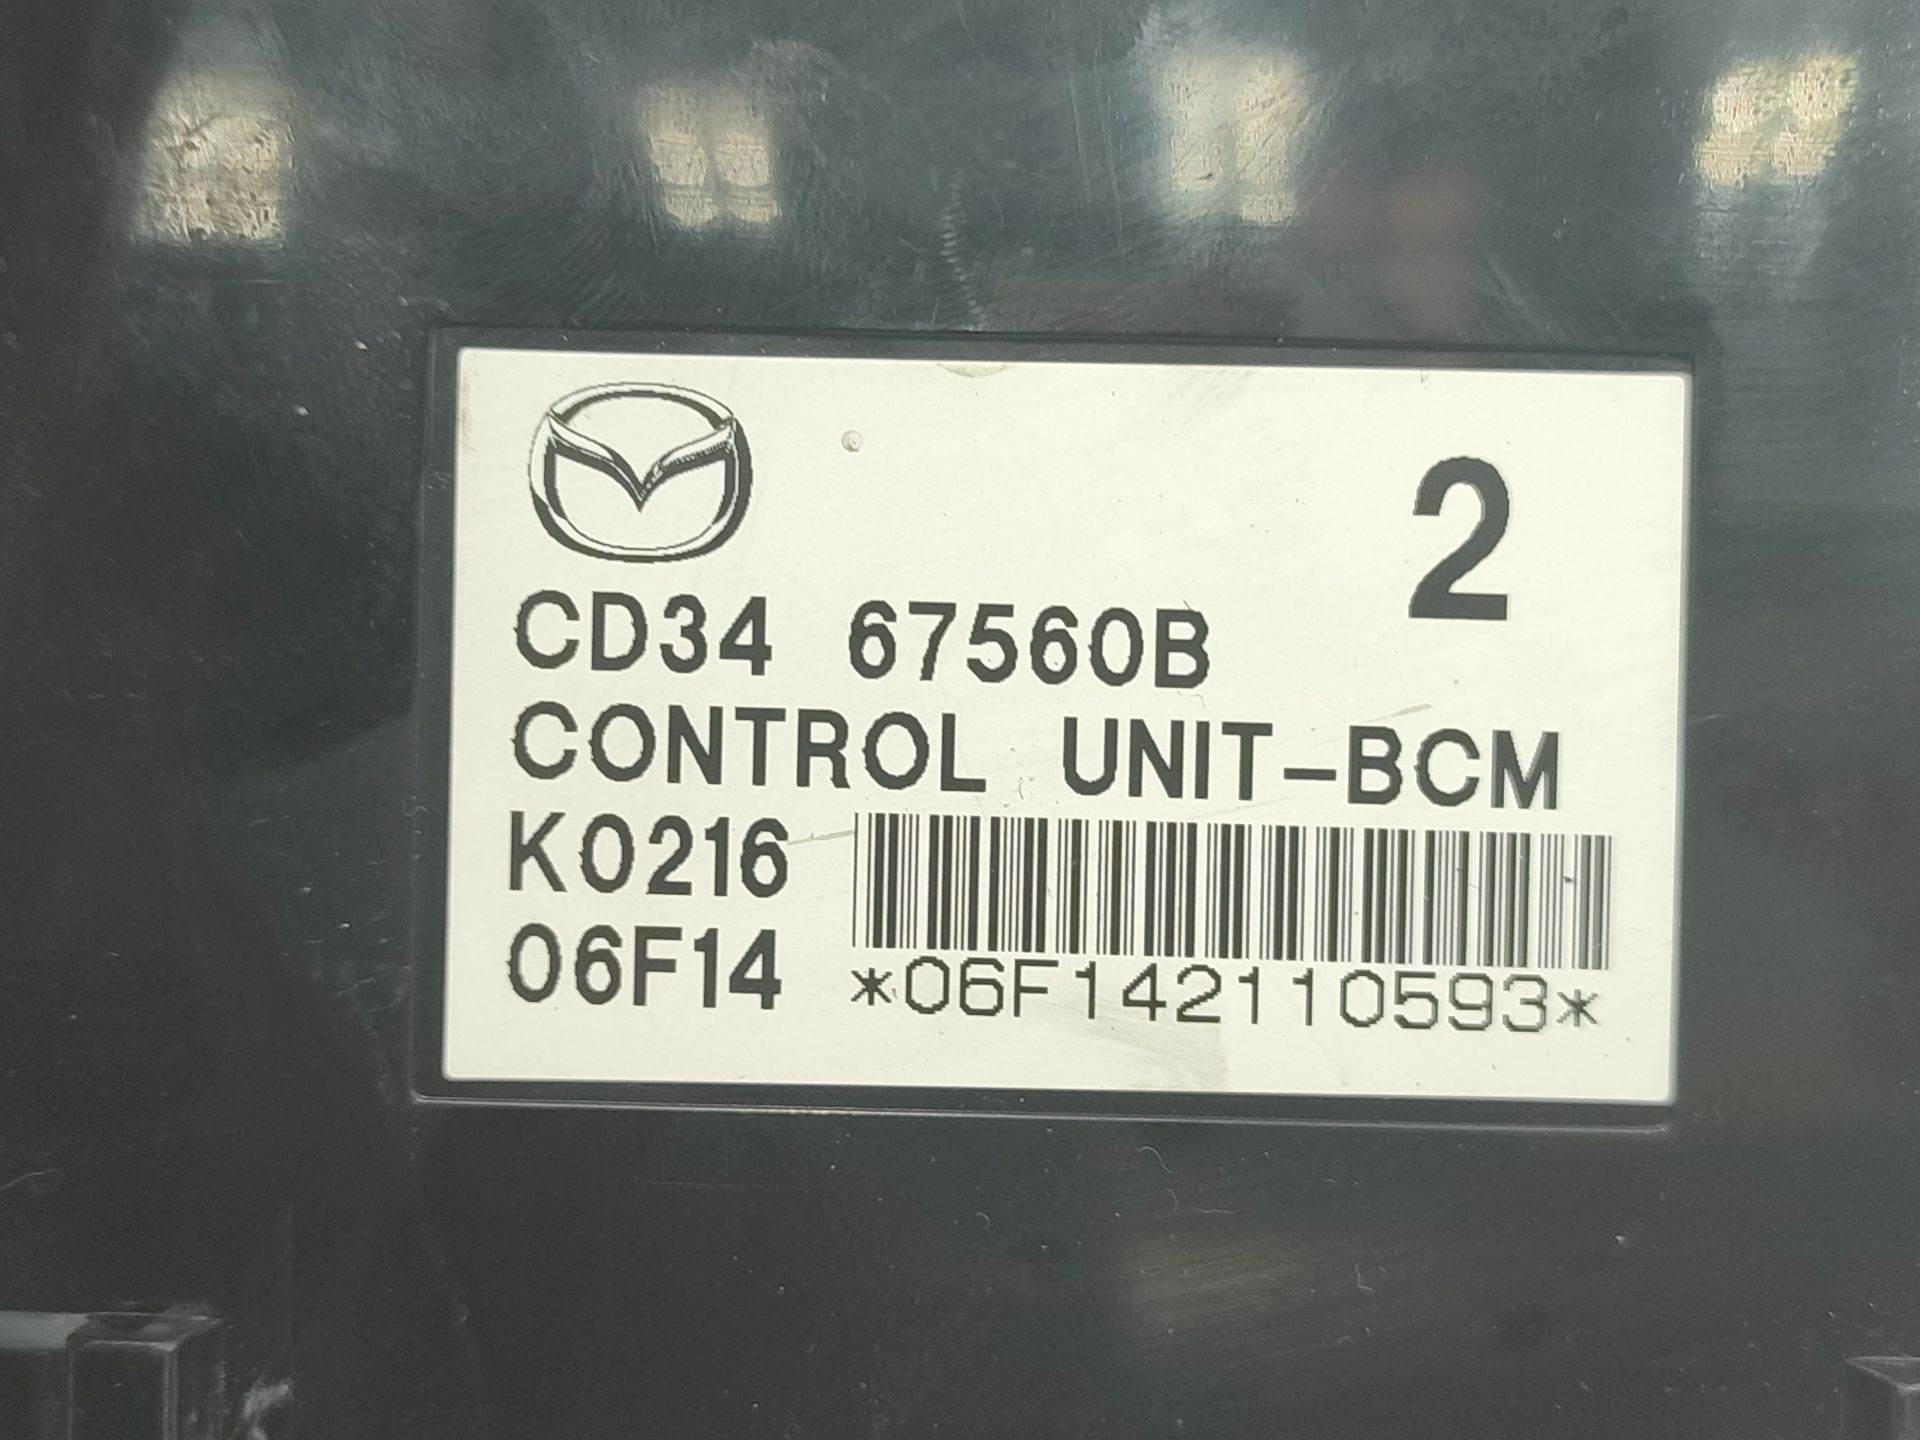 2
CD34 67560B
CONTROL UNIT-BCM
K0216
06F14
*06F142110593*